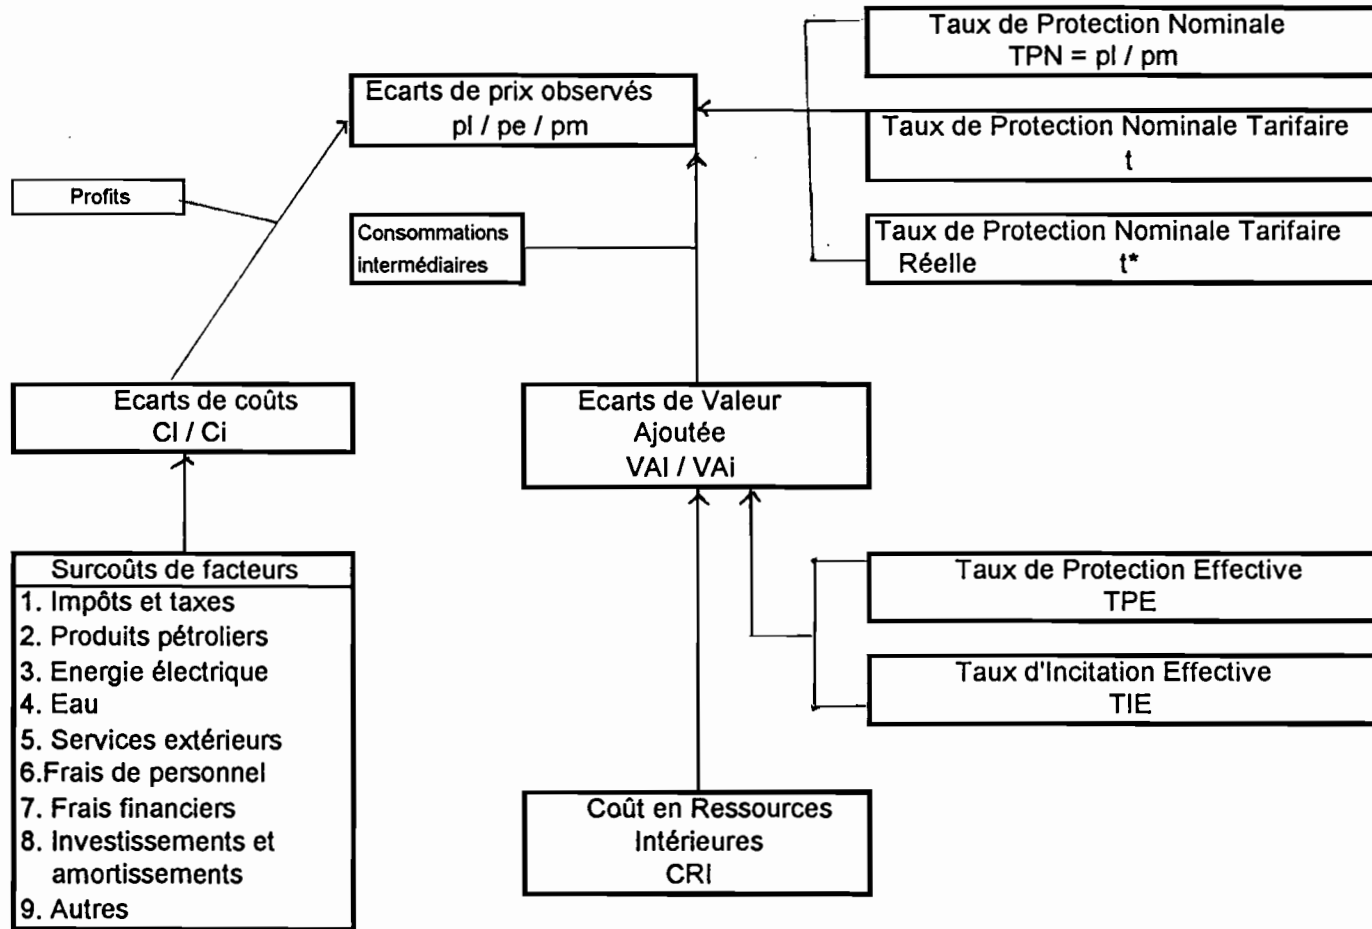 Taux de Protection Nominale
TPN = pl / pm
Ecarts de prix observés
pl / pe / pm
Taux de Protection Nominale Tarifaire
t
Profits
Consommations
intermédiaires
Taux de Protection Nominale Tarifaire
Réelle t*
Ecarts de coûts
Cl / Ci
Ecarts de Valeur
Ajoutée
VAl / VAi
Surcoûts de facteurs
1. Impôts et taxes
2. Produits pétroliers
3. Energie électrique
4. Eau
5. Services extérieurs
6.Frais de personnel
7. Frais financiers
8. Investissements et
amortissements
9. Autres
Taux de Protection Effective
TPE
Taux d'Incitation Effective
TIE
Coût en Ressources
Intérieures
CRI